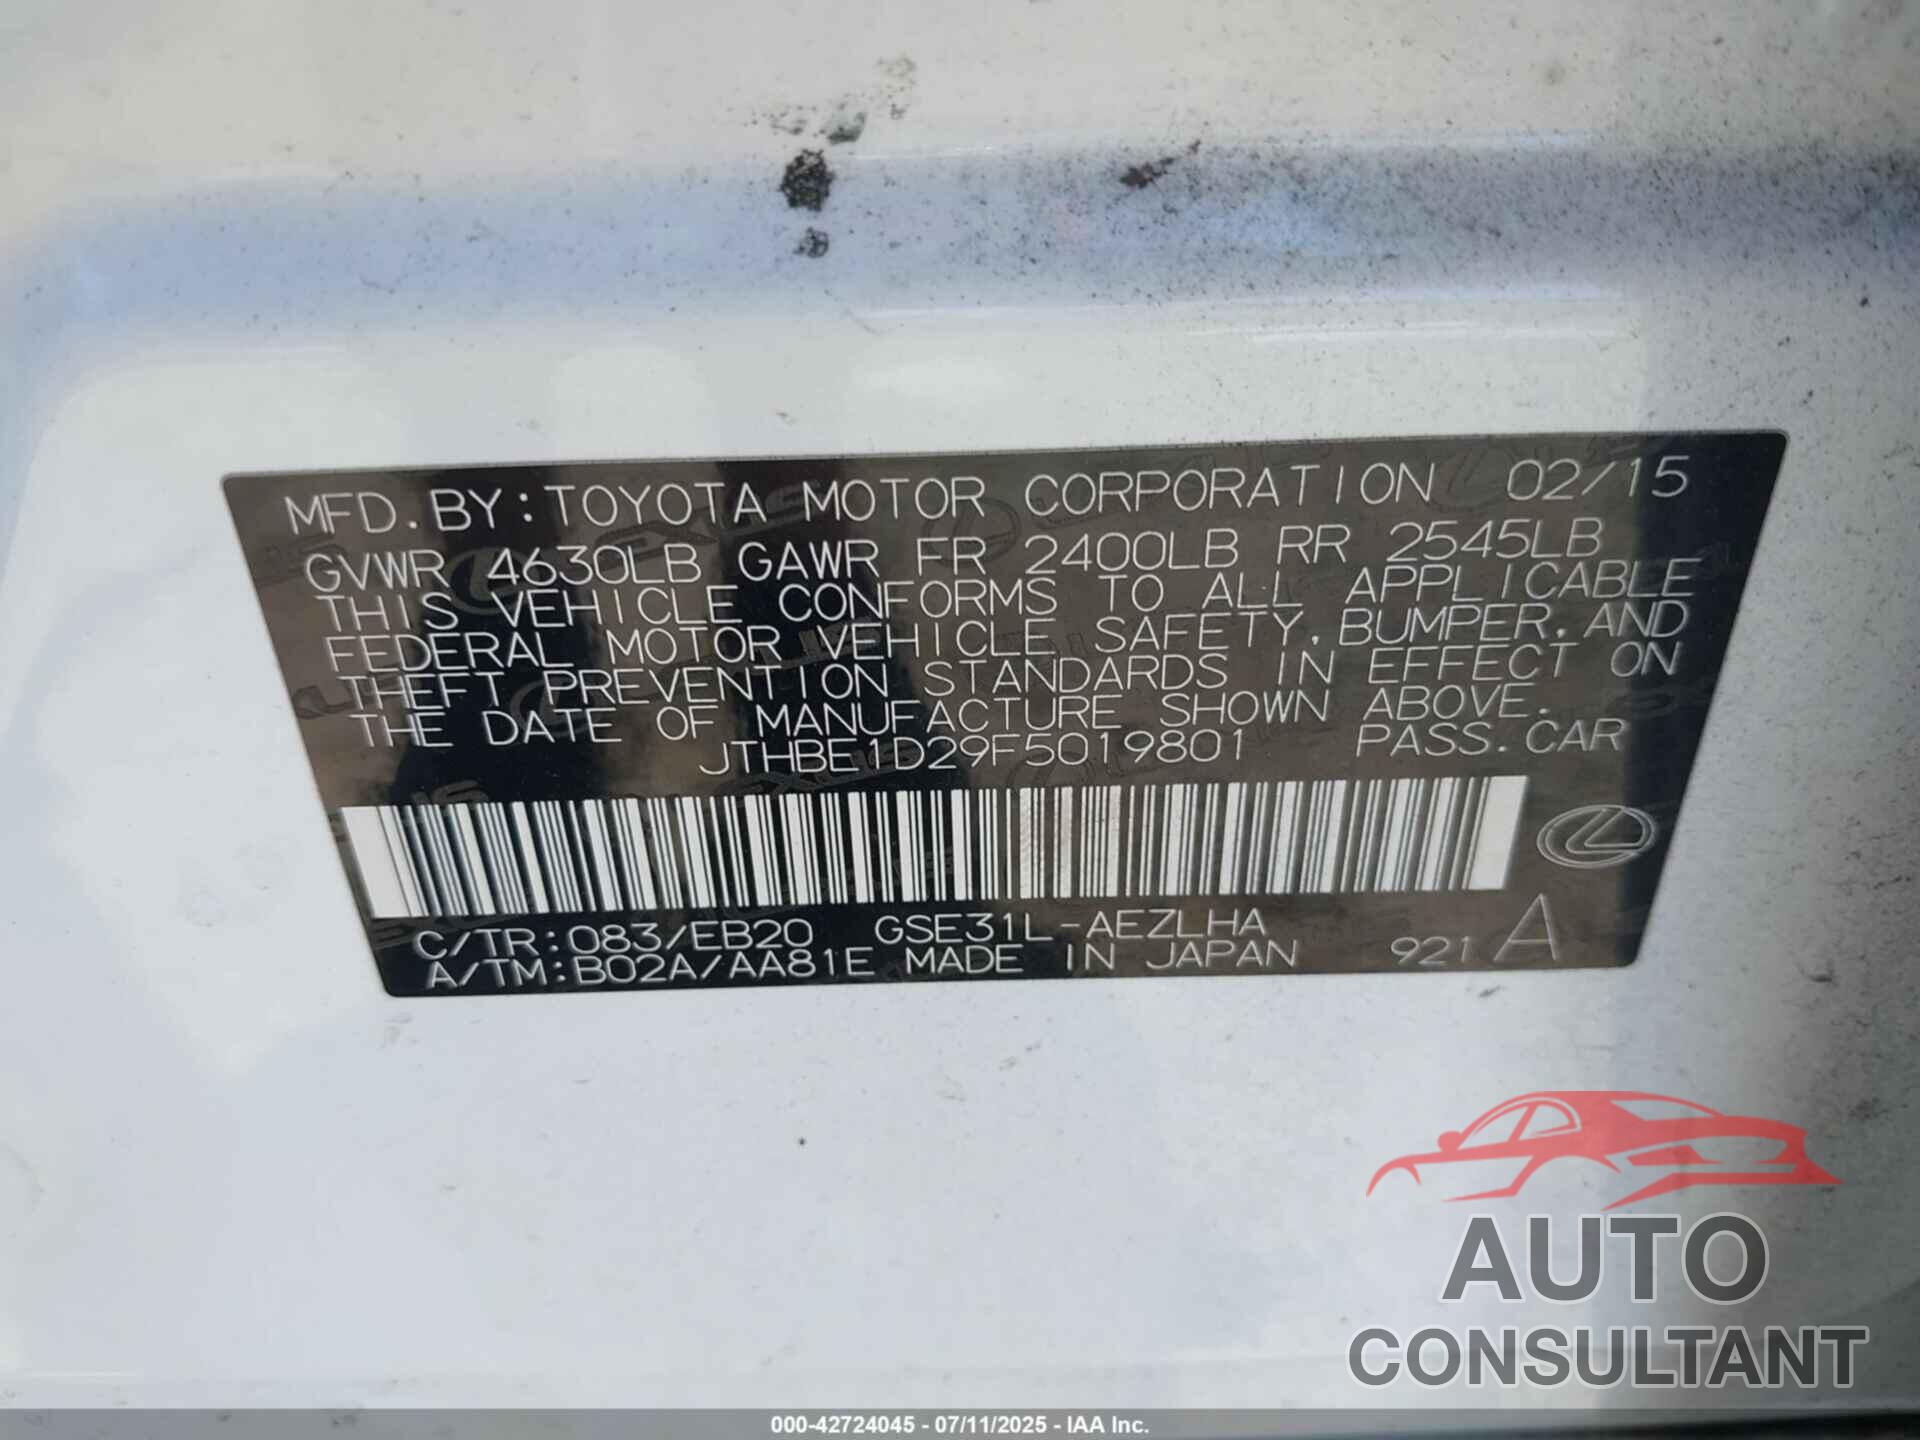 MFD. BY: TOYOTA MOTOR CORPORATION 02/15
GVWR 4630LB GAWR FR 2400LB RR 2545LB
THIS VEHICLE CONFORMS TO ALL APPLICABLE
FEDERAL MOTOR VEHICLE SAFETY, BUMPER, AND
THEFT PREVENTION STANDARDS IN EFFECT ON
THE DATE OF MANUFACTURE SHOWN ABOVE.
JTHBE1D29F5019801 PASS. CAR
C/TR: 083/EB20 GSE31L-AEZLHA
A/TM: B02A/AA81E MADE IN JAPAN 921 A
AUTO
CONSULTANT
000-42724045 - 07/11/2025 - IAA Inc.